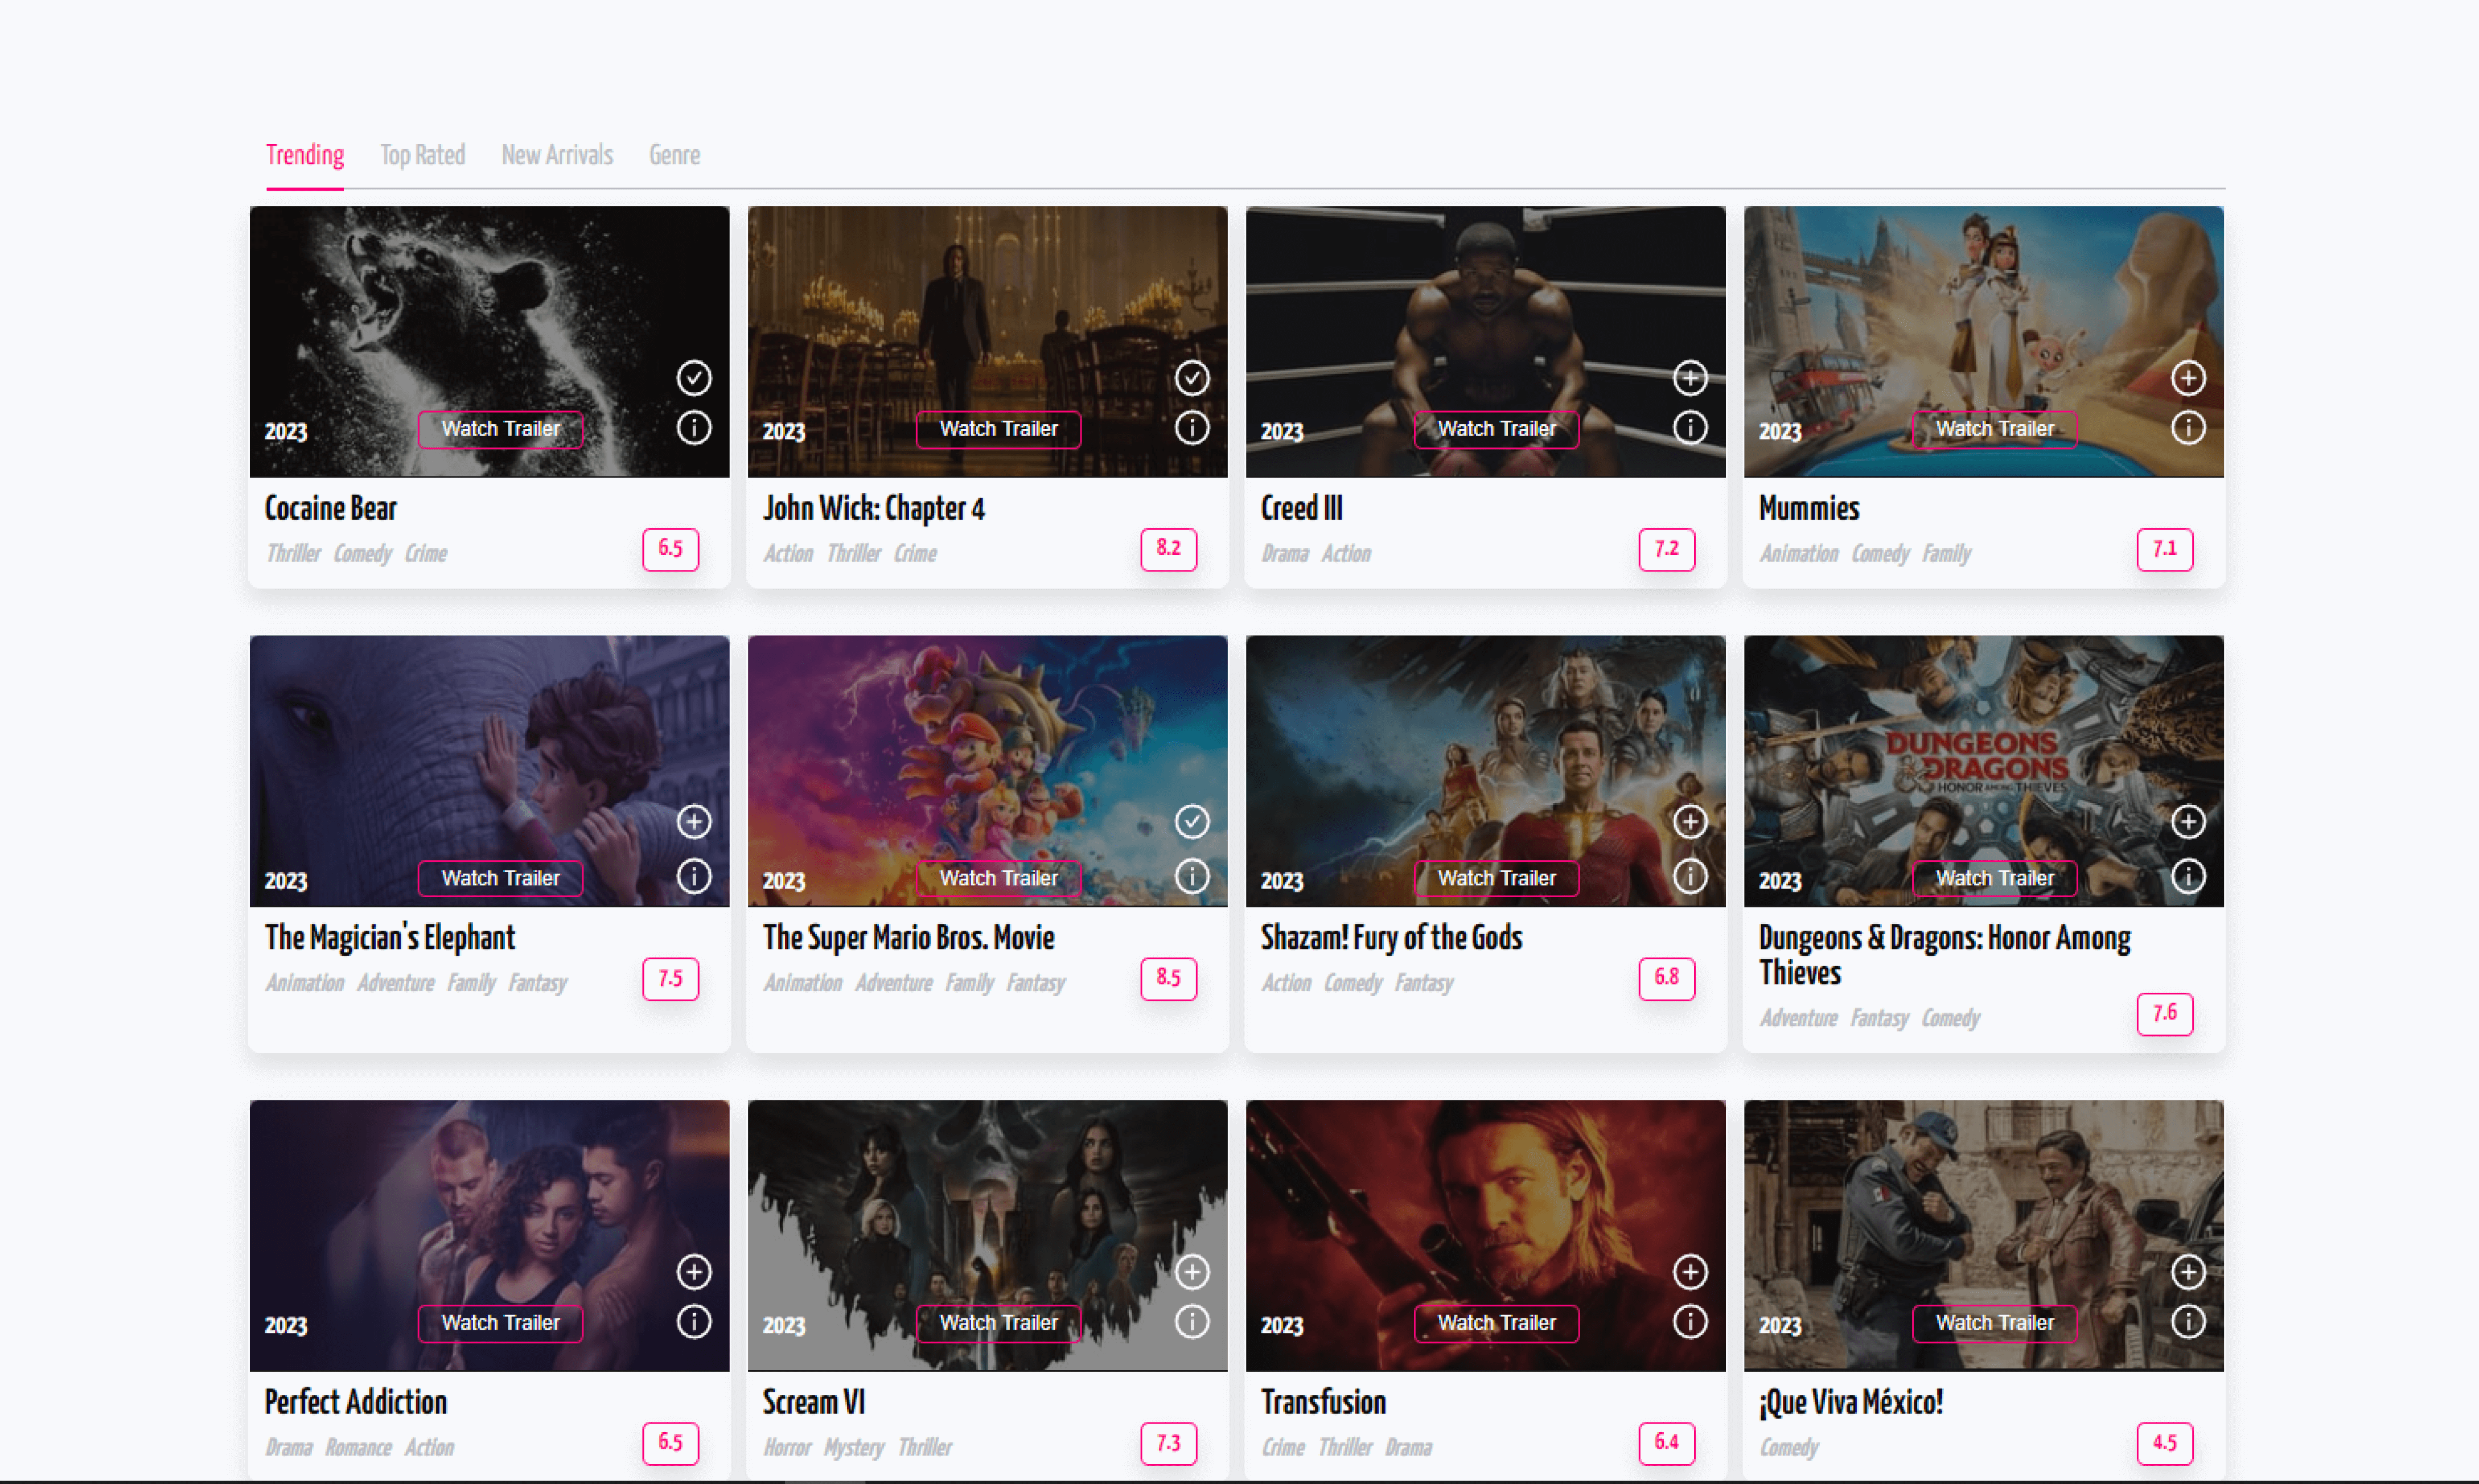 Trending Top Rated New Arrivals Genre
2023 Watch Trailer
Cocaine Bear
Thriller Comedy Crime 6.5
2023 Watch Trailer
John Wick: Chapter 4
Action Thriller Crime 8.2
2023 Watch Trailer
Creed III
Drama Action 7.2
2023 Watch Trailer
Mummies
Animation Comedy Family 7.1
2023 Watch Trailer
The Magician's Elephant
Animation Adventure Family Fantasy 7.5
2023 Watch Trailer
The Super Mario Bros. Movie
Animation Adventure Family Fantasy 8.5
2023 Watch Trailer
Shazam! Fury of the Gods
Action Comedy Fantasy 6.8
DUNGEONS
& DRAGONS
HONOR AMONG THIEVES
2023 Watch Trailer
Dungeons & Dragons: Honor Among
Thieves
Adventure Fantasy Comedy 7.6
2023 Watch Trailer
Perfect Addiction
Drama Romance Action 6.5
2023 Watch Trailer
Scream VI
Horror Mystery Thriller 7.3
2023 Watch Trailer
Transfusion
Crime Thriller Drama 6.4
2023 Watch Trailer
¡Que Viva México!
Comedy 4.5